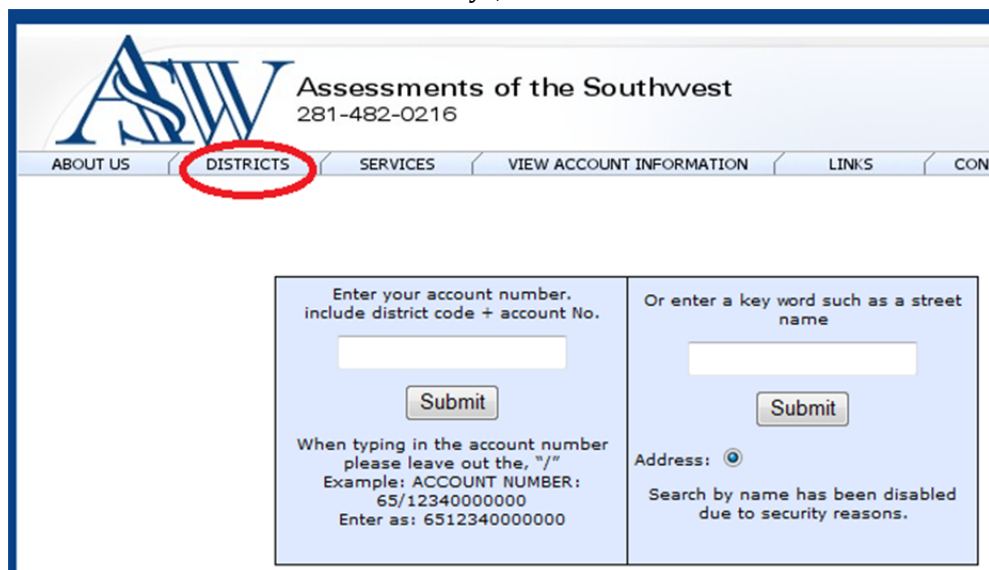 ASW
Assessments of the Southwest
281-482-0216
ABOUT US
DISTRICTS
SERVICES
VIEW ACCOUNT INFORMATION
LINKS
CON
Enter your account number.
include district code + account No.
Submit
When typing in the account number
please leave out the, "/"
Example: ACCOUNT NUMBER:
65/12340000000
Enter as: 6512340000000
Or enter a key word such as a street
name
Submit
Address:
Search by name has been disabled
due to security reasons.